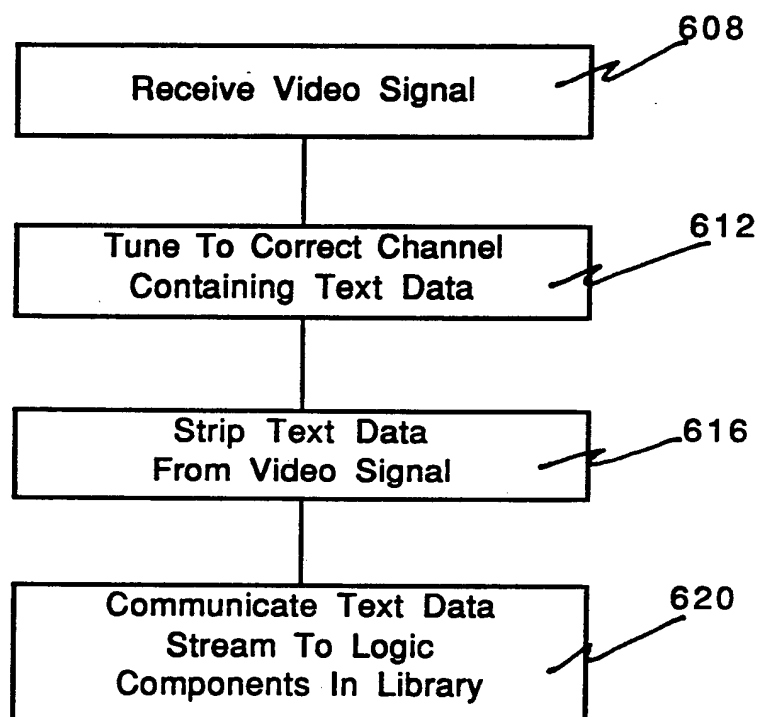 608
Receive Video Signal
612
Tune To Correct Channel
Containing Text Data
616
Strip Text Data
From Video Signal
620
Communicate Text Data
Stream To Logic
Components In Library